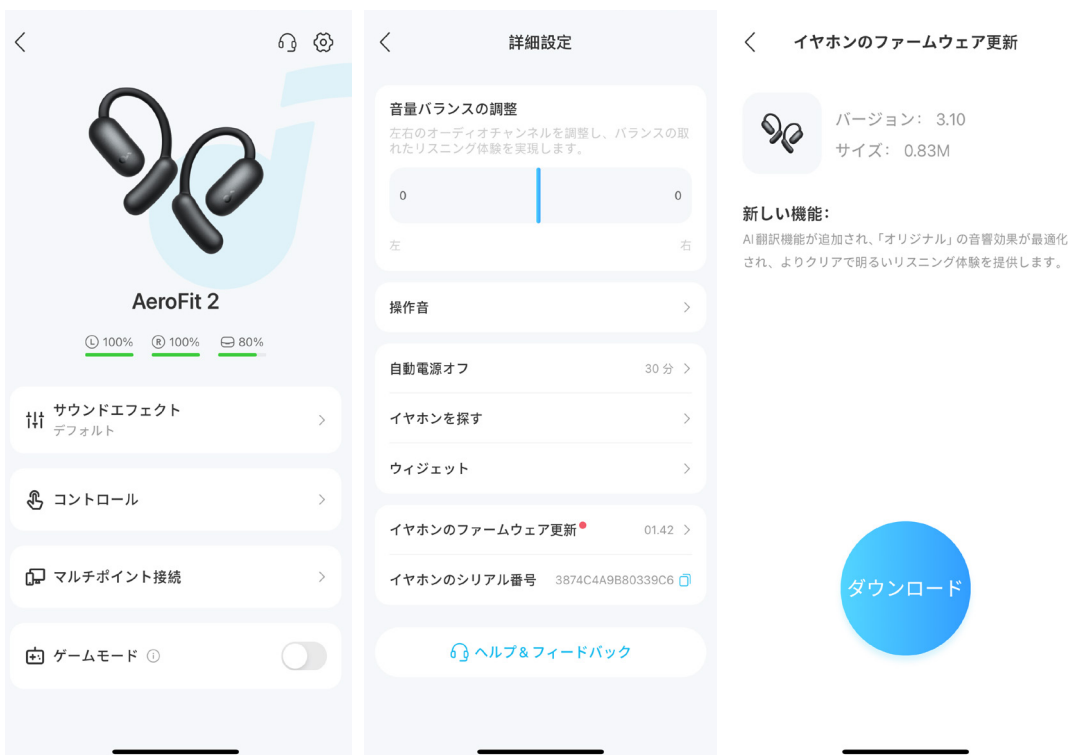 AeroFit 2
L 100%
R 100%
80%
サウンドエフェクト
デフォルト
コントロール
マルチポイント接続
ゲームモード
詳細設定
音量バランスの調整
左右のオーディオチャンネルを調整し、バランスの取
れたリスニング体験を実現します。
0 0
左 右
操作音
自動電源オフ 30 分
イヤホンを探す
ウィジェット
イヤホンのファームウェア更新 01.42
イヤホンのシリアル番号 3874C4A9B80339C6
ヘルプ&フィードバック
イヤホンのファームウェア更新
バージョン: 3.10
サイズ: 0.83M
新しい機能:
AI翻訳機能が追加され、「オリジナル」の音響効果が最適化
され、よりクリアで明るいリスニング体験を提供します。
ダウンロード